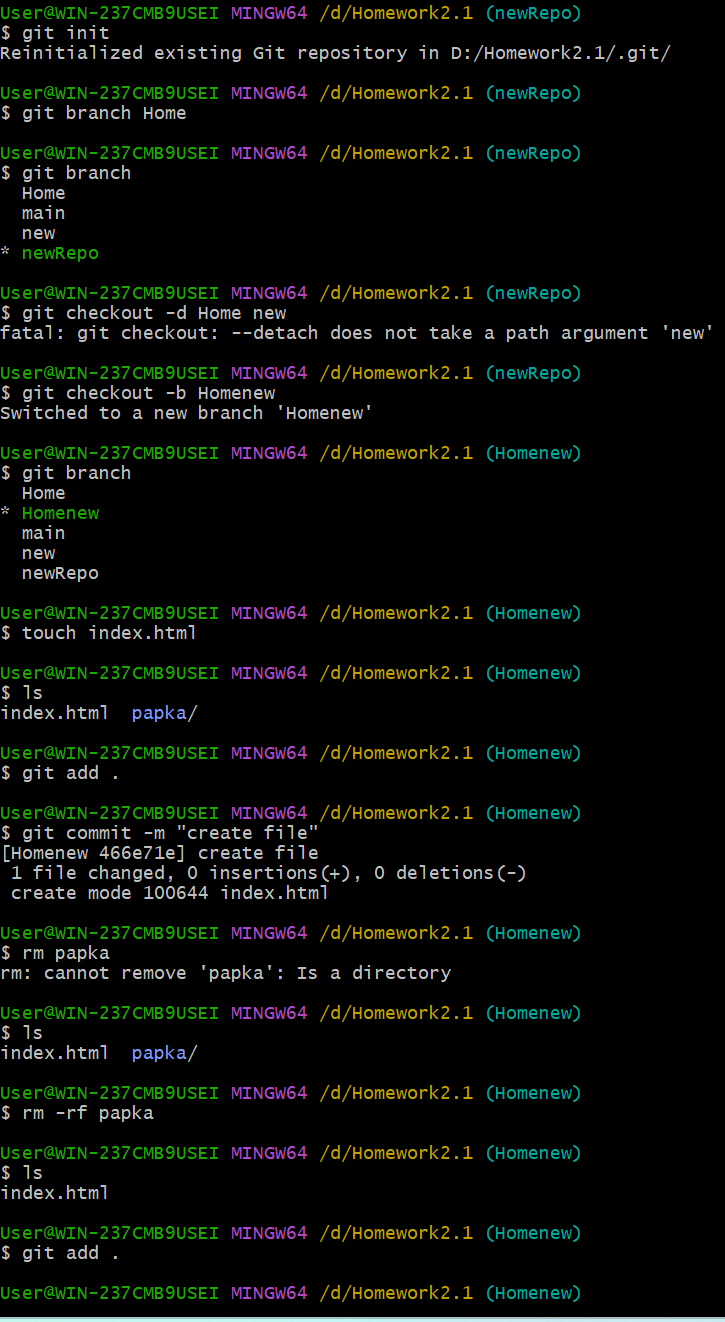 User@WIN-237CMB9USEI MINGW64 /d/Homework2.1 (newRepo)
$ git init
Reinitialized existing Git repository in D:/Homework2.1/.git/
User@WIN-237CMB9USEI MINGW64 /d/Homework2.1 (newRepo)
$ git branch Home
User@WIN-237CMB9USEI MINGW64 /d/Homework2.1 (newRepo)
$ git branch
  Home
  main
  new
* newRepo
User@WIN-237CMB9USEI MINGW64 /d/Homework2.1 (newRepo)
$ git checkout -d Home new
fatal: git checkout: --detach does not take a path argument 'new'
User@WIN-237CMB9USEI MINGW64 /d/Homework2.1 (newRepo)
$ git checkout -b Homenew
Switched to a new branch 'Homenew'
User@WIN-237CMB9USEI MINGW64 /d/Homework2.1 (Homenew)
$ git branch
  Home
* Homenew
  main
  new
  newRepo
User@WIN-237CMB9USEI MINGW64 /d/Homework2.1 (Homenew)
$ touch index.html
User@WIN-237CMB9USEI MINGW64 /d/Homework2.1 (Homenew)
$ ls
index.html  papka/
User@WIN-237CMB9USEI MINGW64 /d/Homework2.1 (Homenew)
$ git add .
User@WIN-237CMB9USEI MINGW64 /d/Homework2.1 (Homenew)
$ git commit -m "create file"
[Homenew 466e71e] create file
 1 file changed, 0 insertions(+), 0 deletions(-)
 create mode 100644 index.html
User@WIN-237CMB9USEI MINGW64 /d/Homework2.1 (Homenew)
$ rm papka
rm: cannot remove 'papka': Is a directory
User@WIN-237CMB9USEI MINGW64 /d/Homework2.1 (Homenew)
$ ls
index.html  papka/
User@WIN-237CMB9USEI MINGW64 /d/Homework2.1 (Homenew)
$ rm -rf papka
User@WIN-237CMB9USEI MINGW64 /d/Homework2.1 (Homenew)
$ ls
index.html
User@WIN-237CMB9USEI MINGW64 /d/Homework2.1 (Homenew)
$ git add .
User@WIN-237CMB9USEI MINGW64 /d/Homework2.1 (Homenew)